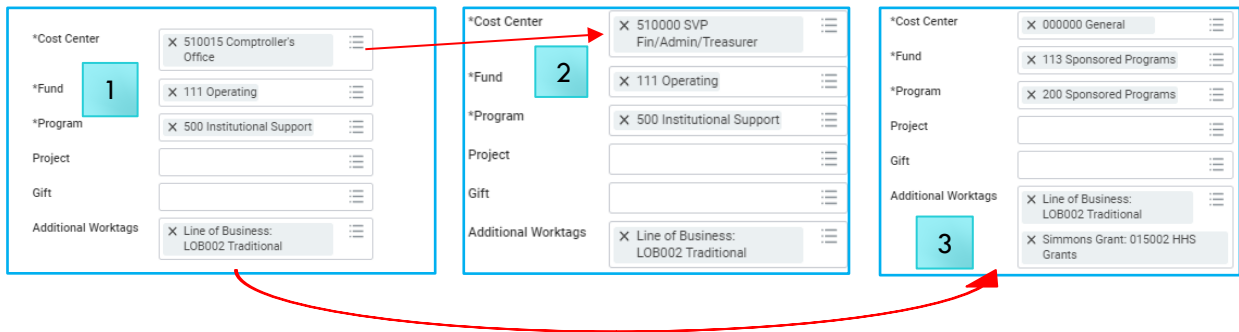 *Cost Center
× 510015 Comptroller's
Office
*Fund
1
× 111 Operating
*Program
× 500 Institutional Support
Project
Gift
Additional Worktags
× Line of Business:
LOB002 Traditional
*Cost Center
× 510000 SVP
Fin/Admin/Treasurer
2
*Fund
× 111 Operating
*Program
× 500 Institutional Support
Project
Gift
Additional Worktags
× Line of Business:
LOB002 Traditional
*Cost Center
× 000000 General
*Fund
× 113 Sponsored Programs
*Program
× 200 Sponsored Programs
Project
Gift
Additional Worktags
× Line of Business:
LOB002 Traditional
3
× Simmons Grant: 015002 HHS
Grants